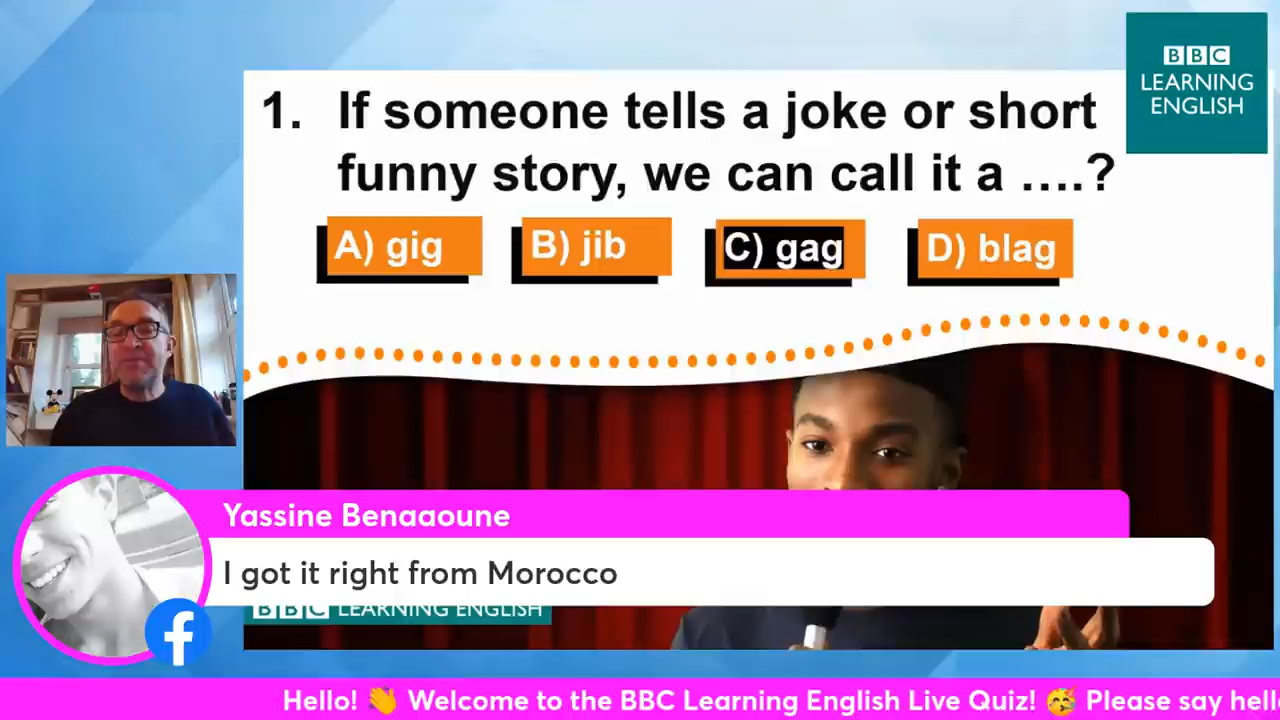 BBC
LEARNING
ENGLISH
1. If someone tells a joke or short
funny story, we can call it a ....?
A) gig
B) jib
C) gag
D) blag
Yassine Benaaoune
I got it right from Morocco
BBC LEARNING ENGLISH
Hello! 👋 Welcome to the BBC Learning English Live Quiz! 🥳 Please say hell